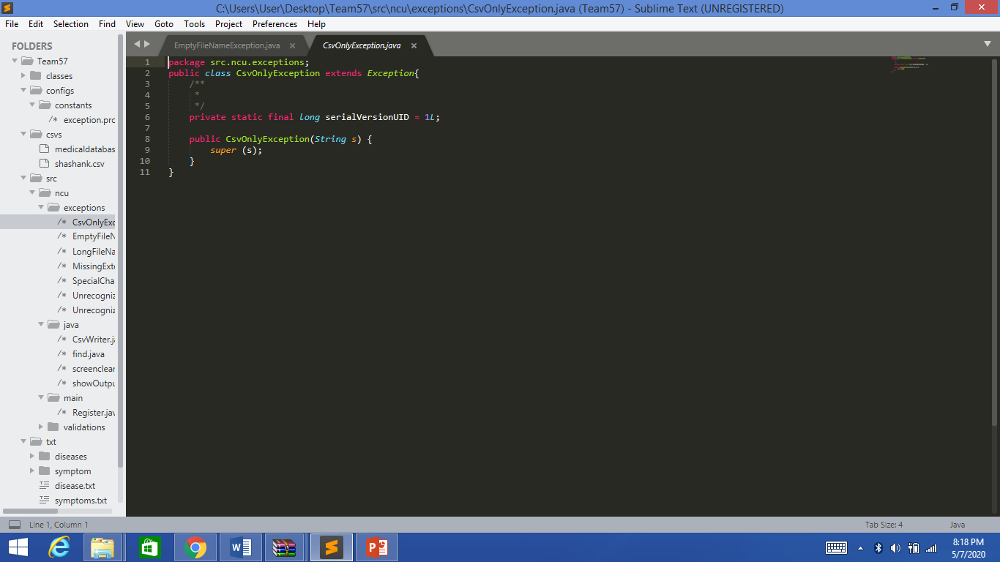 C:\Users\User\Desktop\Team57\src\ncu\exceptions\CsvOnlyException.java (Team57) - Sublime Text (UNREGISTERED)
File Edit Selection Find View Goto Tools Project Preferences Help
FOLDERS
Team57
classes
configs
constants
/* exception.prc
csvs
medicaldatabas
shashank.csv
src
ncu
exceptions
/* CsvOnlyExc
/* EmptyFileN
/* LongFileNa
/* MissingExte
/* SpecialCha
/* Unrecogniz
/* Unrecogniz
java
/* CsvWriter.ja
/* find.java
/* screenclear
/* showOutpu
main
/* Register.jav
validations
txt
diseases
symptom
disease.txt
symptoms.txt
EmptyFileNameException.java × CsvOnlyException.java ×
1 package src.ncu.exceptions;
2 public class CsvOnlyException extends Exception{
3 /**
4 *
5 */
6 private static final long serialVersionUID = 1L;
7
8 public CsvOnlyException(String s) {
9 super (s);
10 }
11 }
Line 1, Column 1 Tab Size: 4 Java
8:18 PM
5/7/2020